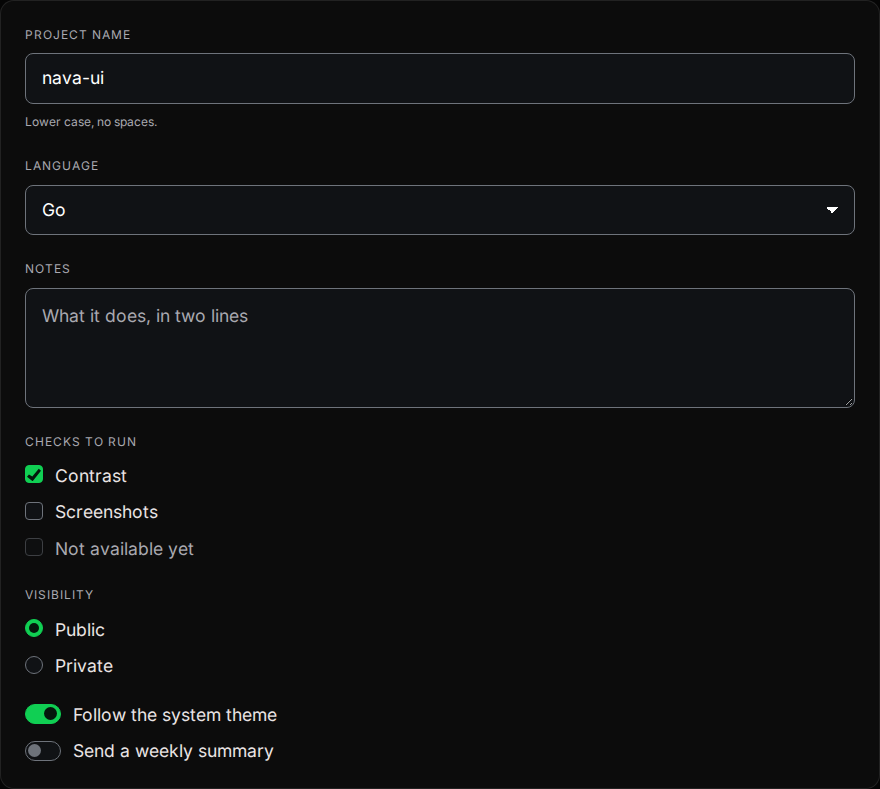 PROJECT NAME
nava-ui
Lower case, no spaces.
LANGUAGE
Go
NOTES
What it does, in two lines
CHECKS TO RUN
Contrast
Screenshots
Not available yet
VISIBILITY
Public
Private
Follow the system theme
Send a weekly summary